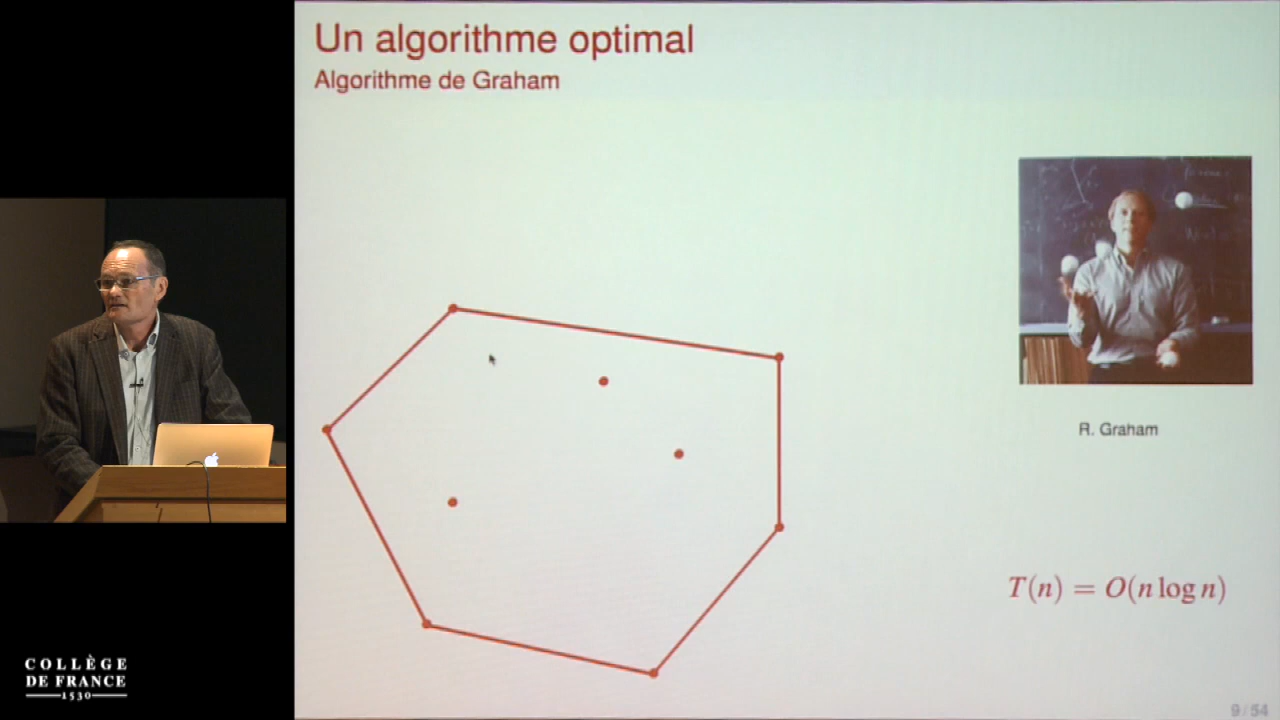 Un algorithme optimal
Algorithme de Graham
R. Graham
T(n) = O(n log n)
9 / 54
COLLÈGE
DE FRANCE
1530